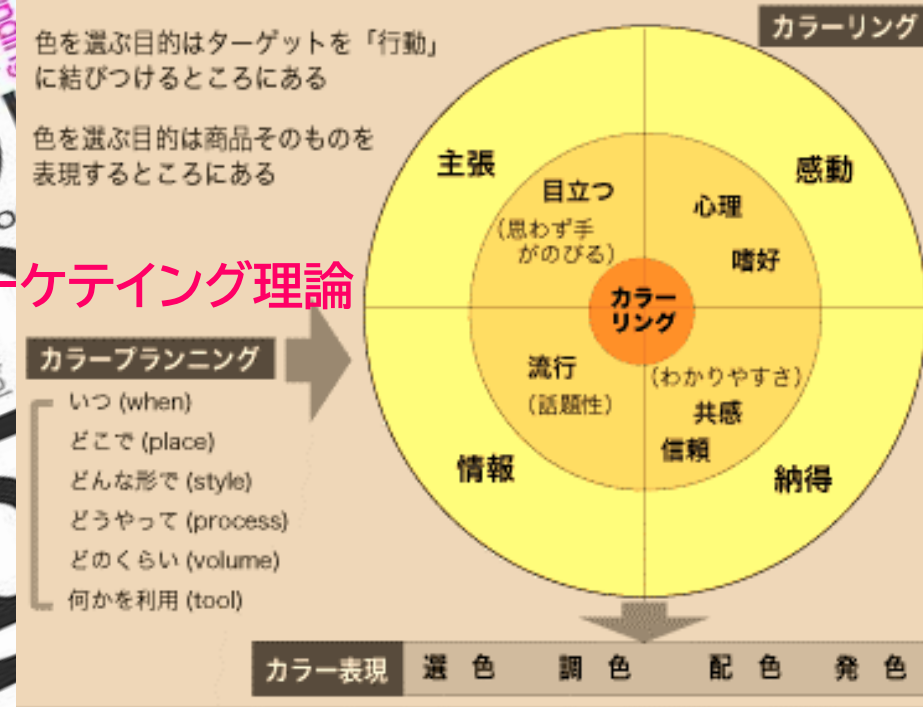 色を選ぶ目的はターゲットを「行動」
に結びつけるところにある
色を選ぶ目的は商品そのものを
表現するところにある
ーケテイング理論
カラープランニング
いつ (when)
どこで (place)
どんな形で (style)
どうやって (process)
どのくらい (volume)
何かを利用 (tool)
カラーリング
主張
感動
目立つ
(思わず手
がのびる)
心理
嗜好
カラー
リング
流行
(話題性)
(わかりやすさ)
共感
信頼
情報
納得
カラー表現 選 色 調 色 配 色 発 色